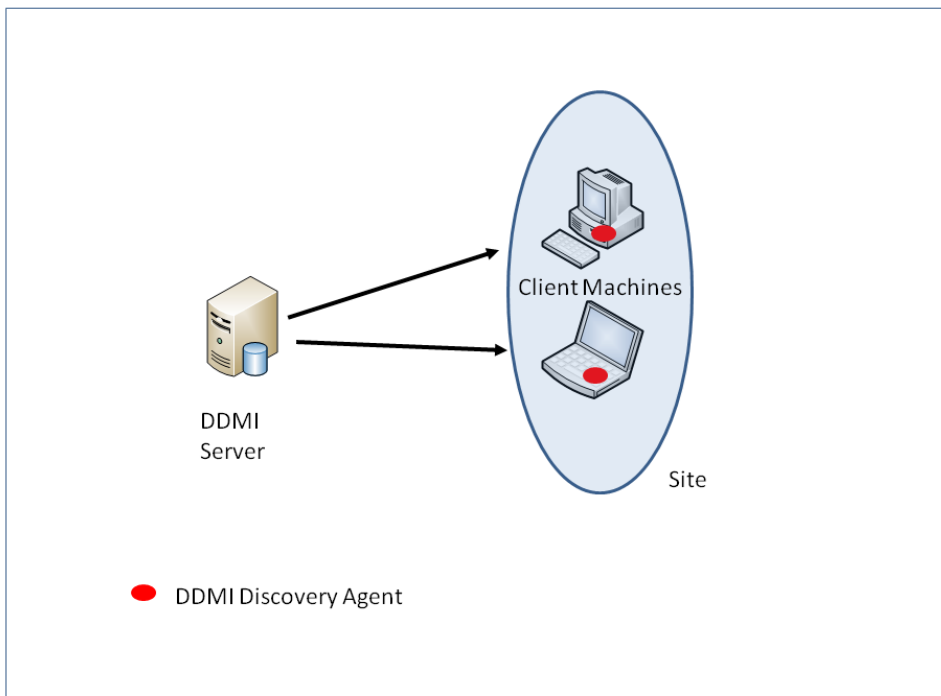 Client Machines
DDMI
Server
Site
DDMI Discovery Agent